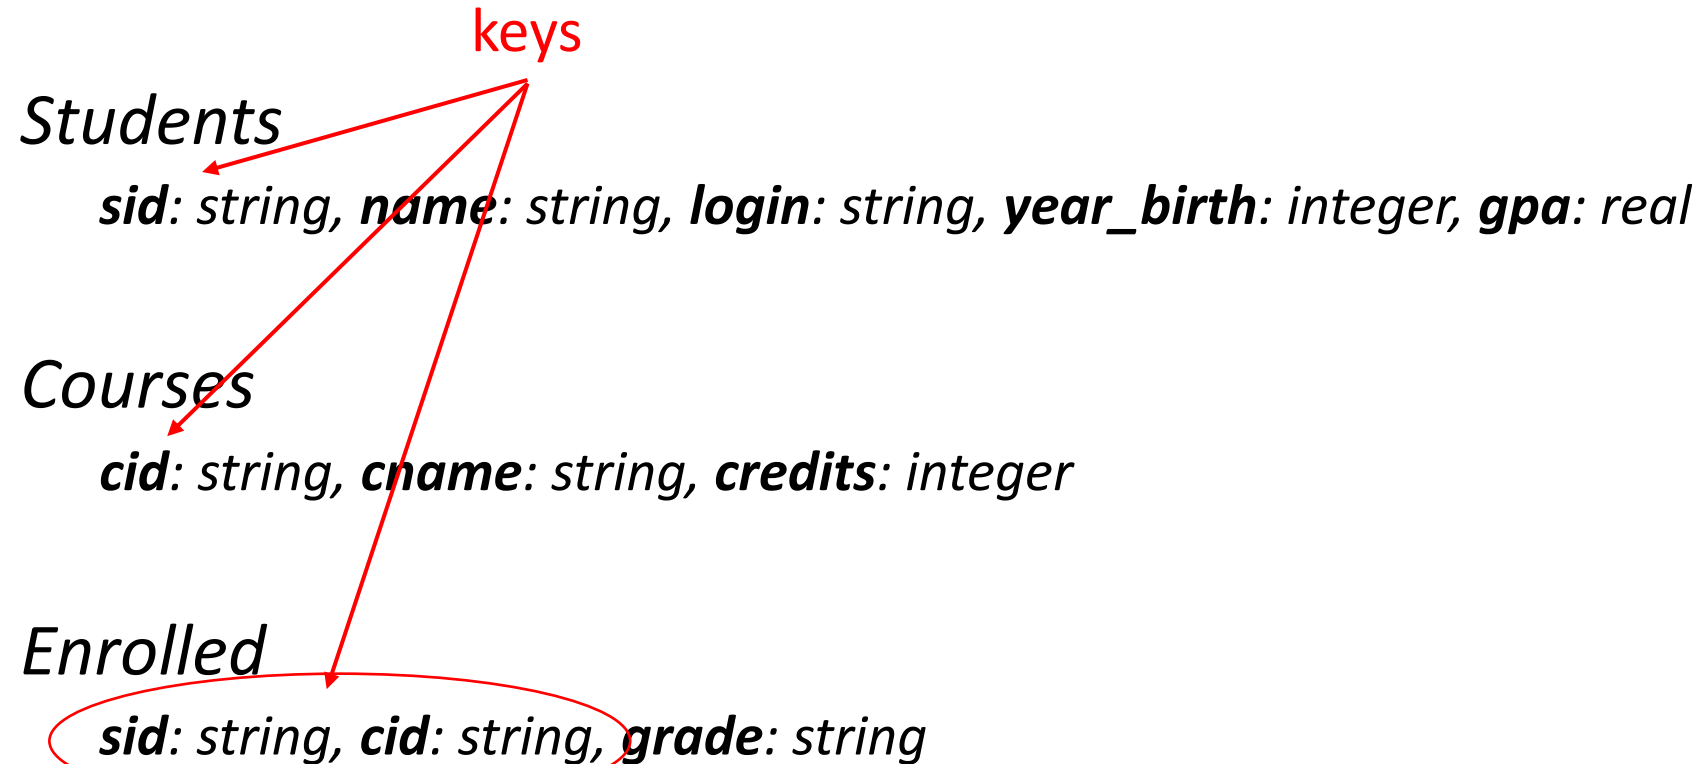 keys
Students
sid: string, name: string, login: string, year_birth: integer, gpa: real
Courses
cid: string, cname: string, credits: integer
Enrolled
sid: string, cid: string, grade: string